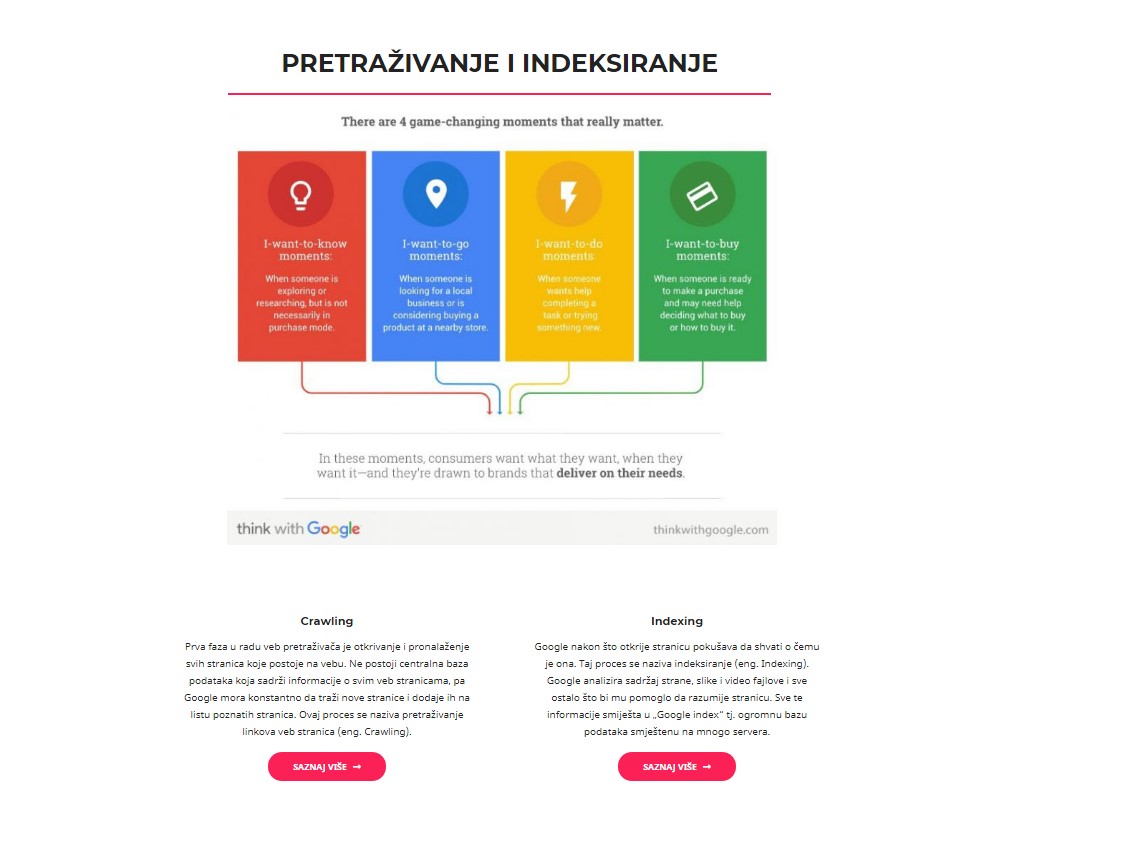 PRETRAŽIVANJE I INDEKSIRANJE
There are 4 game-changing moments that really matter.
I-want-to-know
moments:
When someone is
exploring or
researching, but is not
necessarily in
purchase mode.
I-want-to-go
moments:
When someone is
looking for a local
business or is
considering buying a
product at a nearby store.
I-want-to-do
moments:
When someone
wants help
completing a
task or trying
something new.
I-want-to-buy
moments:
When someone is ready
to make a purchase
and may need help
deciding what to buy
or how to buy it.
In these moments, consumers want what they want, when they
want it—and they're drawn to brands that deliver on their needs.
think with Google
thinkwithgoogle.com
Crawling
Prva faza u radu veb pretraživača je otkrivanje i pronalaženje
svih stranica koje postoje na vebu. Ne postoji centralna baza
podataka koja sadrži informacije o svim veb stranicama, pa
Google mora konstantno da traži nove stranice i dodaje ih na
listu poznatih stranica. Ovaj proces se naziva pretraživanje
linkova veb stranica (eng. Crawling).
SAZNAJ VIŠE →
Indexing
Google nakon što otkrije stranicu pokušava da shvati o čemu
je ona. Taj proces se naziva indeksiranje (eng. Indexing).
Google analizira sadržaj strane, slike i video fajlove i sve
ostalo što bi mu pomoglo da razumije stranicu. Sve te
informacije smiješta u „Google index“ tj. ogromnu bazu
podataka smještenu na mnogo servera.
SAZNAJ VIŠE →